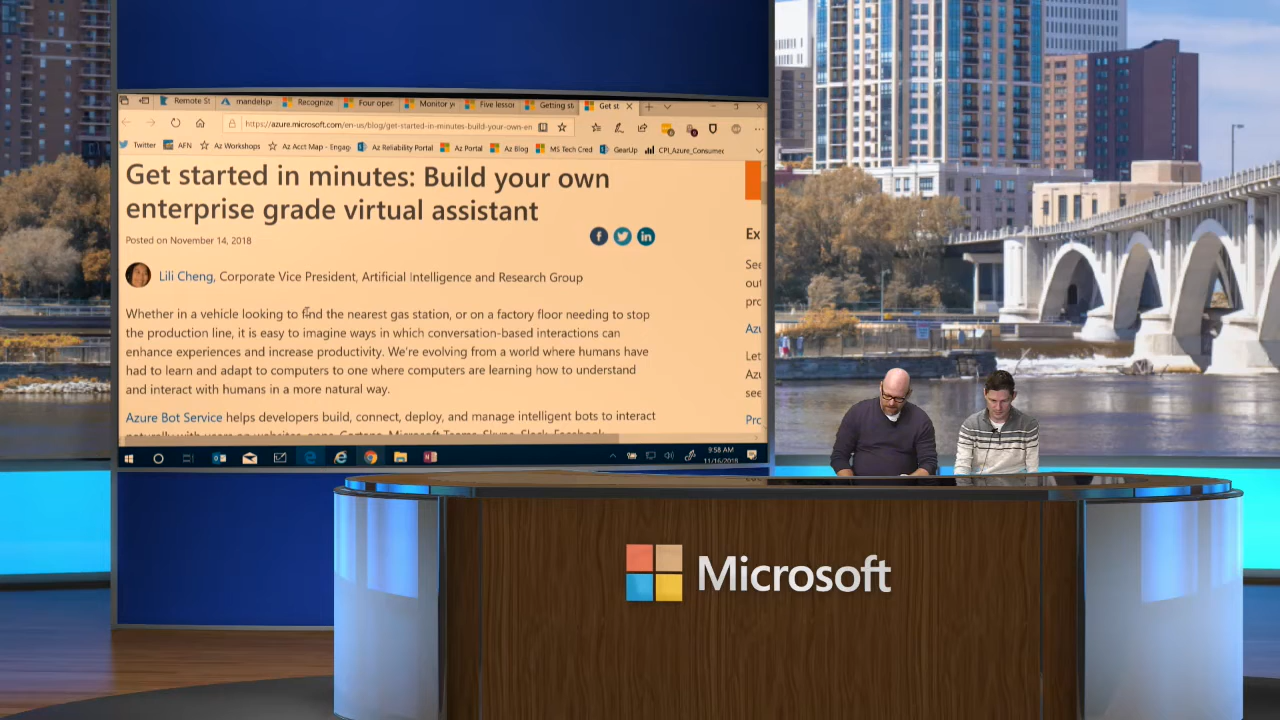 Remote St
mandelsp
Recognize
Four oper
Monitor y
Five lesso
Getting st
Get st
https://azure.microsoft.com/en-us/blog/get-started-in-minutes-build-your-own-en
Twitter
AFN
Az Workshops
Az Acct Map - Engag
Az Reliability Portal
Az Portal
Az Blog
MS Tech Cred
GearUp
CPI_Azure_Consumec
Get started in minutes: Build your own
enterprise grade virtual assistant
Posted on November 14, 2018
Lili Cheng, Corporate Vice President, Artificial Intelligence and Research Group
Whether in a vehicle looking to find the nearest gas station, or on a factory floor needing to stop
the production line, it is easy to imagine ways in which conversation-based interactions can
enhance experiences and increase productivity. We're evolving from a world where humans have
had to learn and adapt to computers to one where computers are learning how to understand
and interact with humans in a more natural way.
Azure Bot Service helps developers build, connect, deploy, and manage intelligent bots to interact
Ex
See
out
pro
Azu
Let
Azu
see
Pro
9:58 AM
11/16/2018
Microsoft